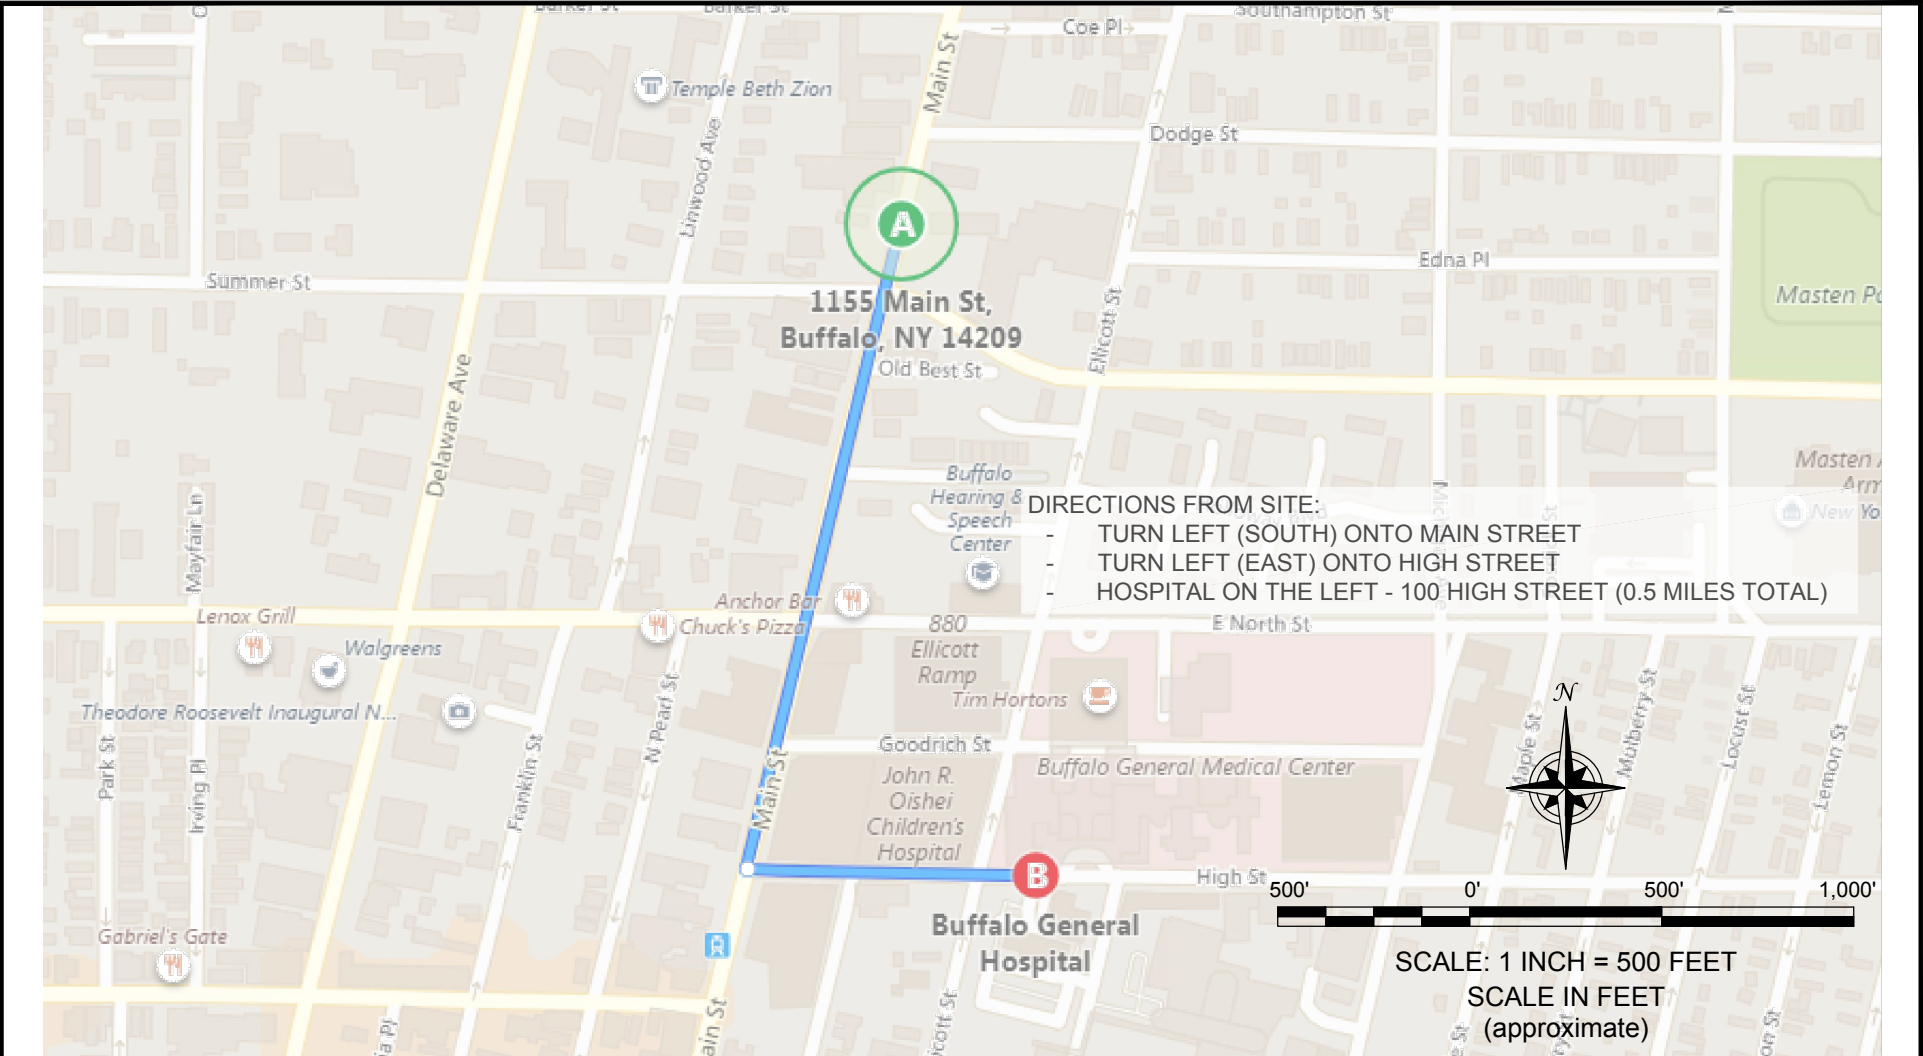 Barker St
Barker St
Southampton St
Coe Pl
Main St
Temple Beth Zion
Dodge St
Linwood Ave
A
Edna Pl
Summer St
1155 Main St,
Buffalo, NY 14209
Ellicott St
Old Best St
Delaware Ave
Mayfair Ln
Buffalo
Hearing &
Speech
Center
DIRECTIONS FROM SITE:
- TURN LEFT (SOUTH) ONTO MAIN STREET
- TURN LEFT (EAST) ONTO HIGH STREET
- HOSPITAL ON THE LEFT - 100 HIGH STREET (0.5 MILES TOTAL)
Anchor Bar
Chuck's Pizza
Lenox Grill
Walgreens
Theodore Roosevelt Inaugural N...
880
Ellicott
Ramp
E North St
Tim Hortons
N
Park St
Irving Pl
Franklin St
N Pearl St
Main St
Goodrich St
John R.
Oishei
Children's
Hospital
Buffalo General Medical Center
Maple St
Mulberry St
Locust St
Lemon St
B
High St
Buffalo General
Hospital
Gabriel's Gate
500' 0' 500' 1,000'
SCALE: 1 INCH = 500 FEET
SCALE IN FEET
(approximate)